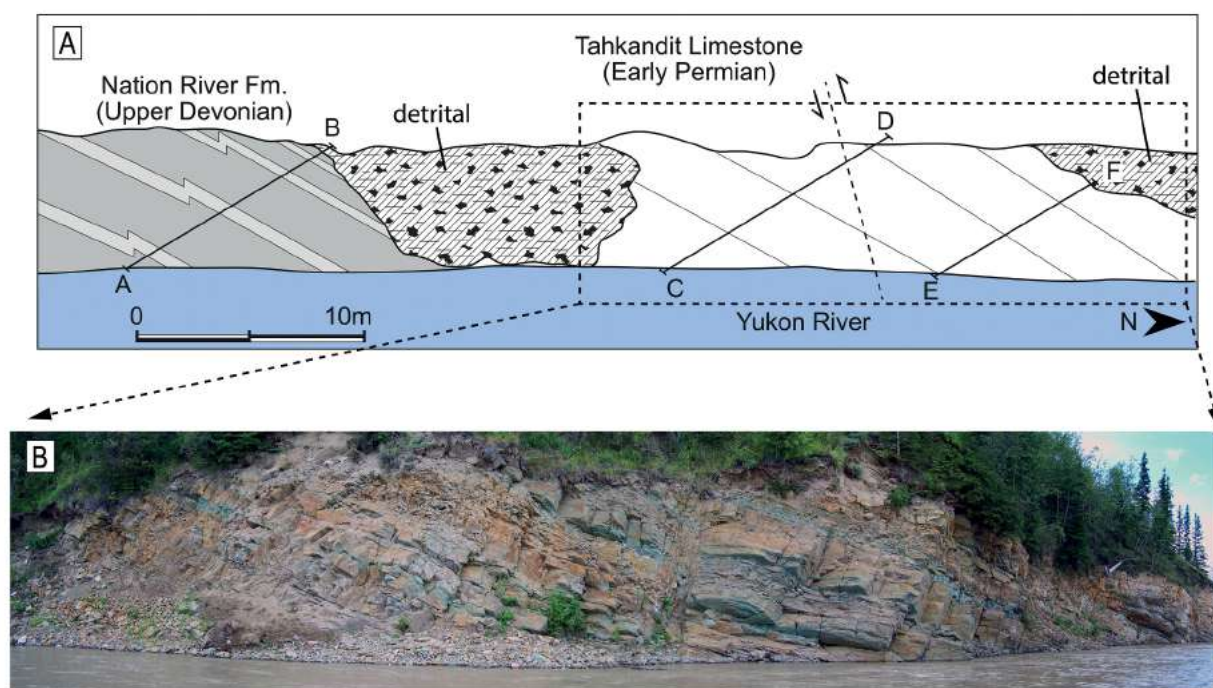 A
Nation River Fm.
(Upper Devonian)
B
detrital
Tahkandit Limestone
(Early Permian)
D
detrital
F
A
C
E
0
10m
Yukon River
N
B